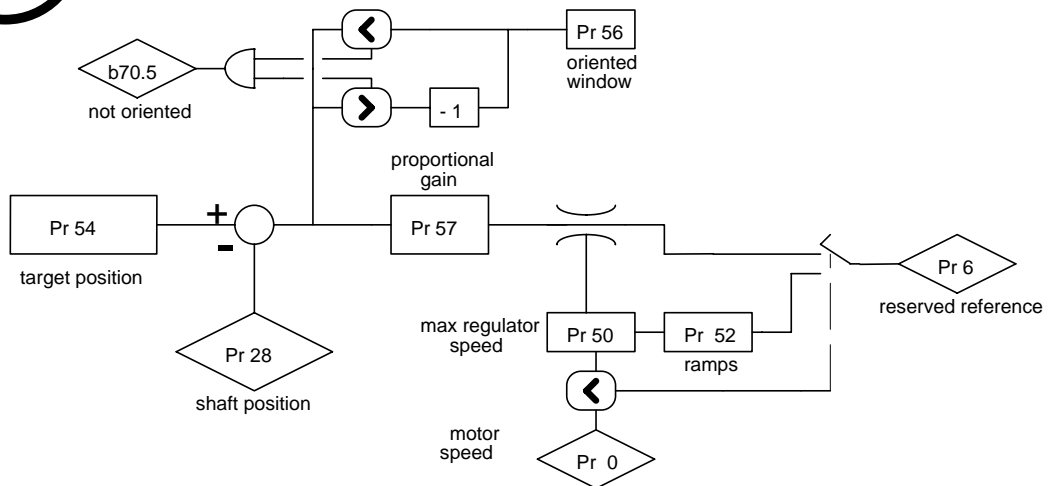 Pr 56
oriented
window
b70.5
not oriented
- 1
proportional
gain
+
-
Pr 54
Pr 57
target position
Pr 6
reserved reference
max regulator
speed
Pr 50
Pr 52
ramps
Pr 28
shaft position
motor
speed
Pr 0